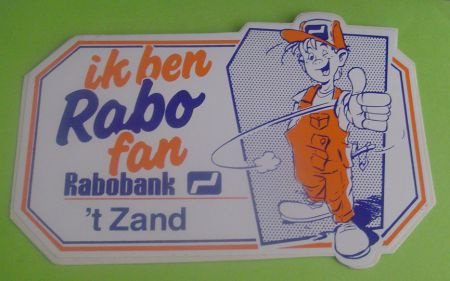 ik ben
Rabo
fan
Rabobank
't Zand